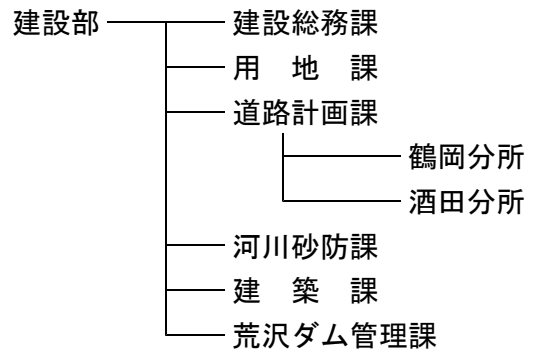 建設部
建設総務課
用　地　課
道路計画課
鶴岡分所
酒田分所
河川砂防課
建　築　課
荒沢ダム管理課